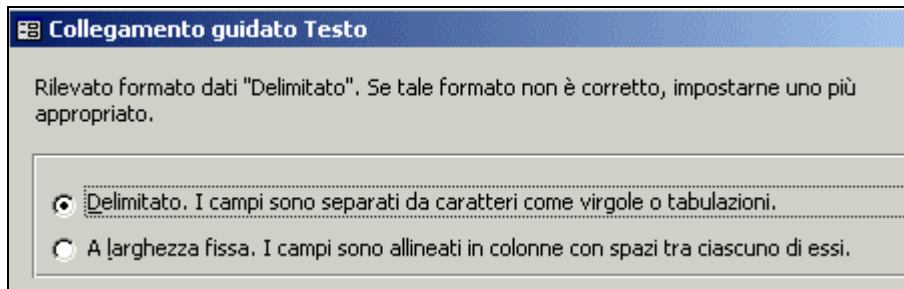 Collegamento guidato Testo
Rilevato formato dati "Delimitato". Se tale formato non è corretto, impostarne uno più
appropriato.
Delimitato. I campi sono separati da caratteri come virgole o tabulazioni.
A larghezza fissa. I campi sono allineati in colonne con spazi tra ciascuno di essi.